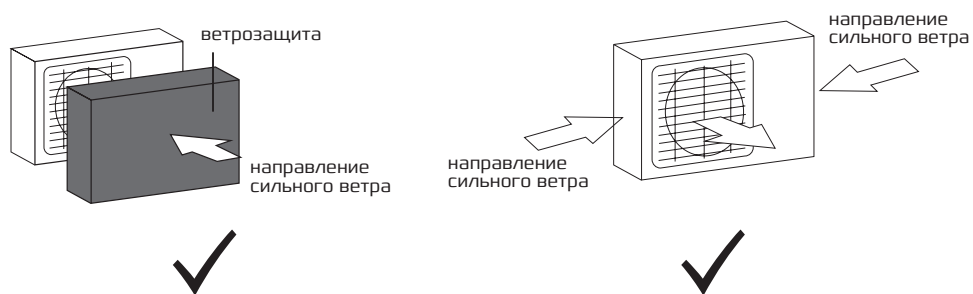 ветрозащита
направление
сильного ветра
направление
сильного ветра
направление
сильного ветра